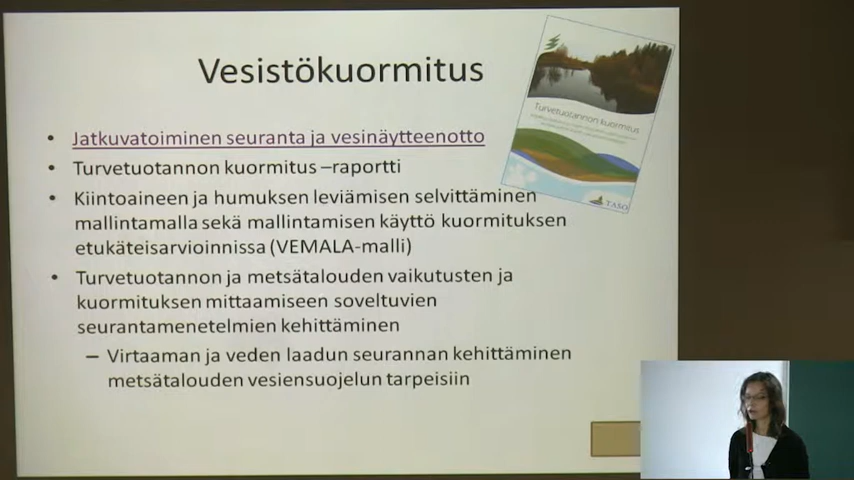 Vesistökuormitus
• Jatkuvatoiminen seuranta ja vesinäytteenotto
• Turvetuotannon kuormitus –raportti
• Kiintoaineen ja humuksen leviämisen selvittäminen
mallintamalla sekä mallintamisen käyttö kuormituksen
etukäteisarvioinnissa (VEMALA-malli)
• Turvetuotannon ja metsätalouden vaikutusten ja
kuormituksen mittaamiseen soveltuvien
seurantamenetelmien kehittäminen
– Virtaaman ja veden laadun seurannan kehittäminen
metsätalouden vesiensuojelun tarpeisiin
Turvetuotannon kuormitus
TASO